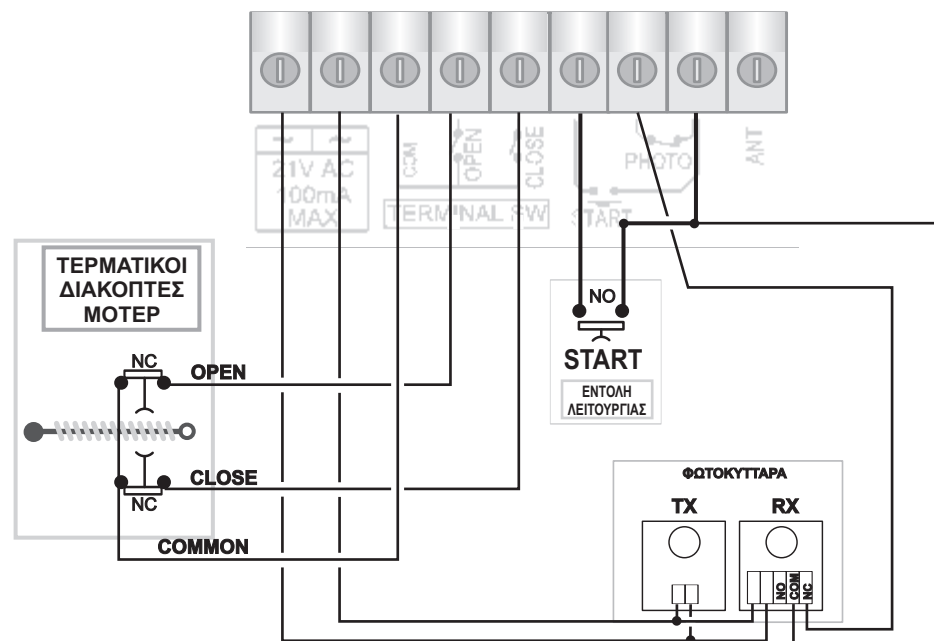 ~ ~
21V AC
100mA
MAX
COM
OPEN
CLOSE
TERMINAL SW
PHOTO
START
ANT
ΤΕΡΜΑΤΙΚΟΙ
ΔΙΑΚΟΠΤΕΣ
ΜΟΤΕΡ
NC
OPEN
CLOSE
NC
COMMON
NO
START
ΕΝΤΟΛΗ
ΛΕΙΤΟΥΡΓΙΑΣ
ΦΩΤΟΚΥΤΤΑΡΑ
TX
RX
NO
COM
NC